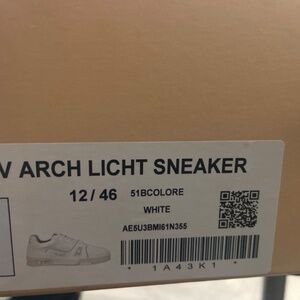 V ARCH LICHT SNEAKER
12 / 46 51BCOLORE
WHITE
AE5U3BMI61N355
* 1A43K1 *